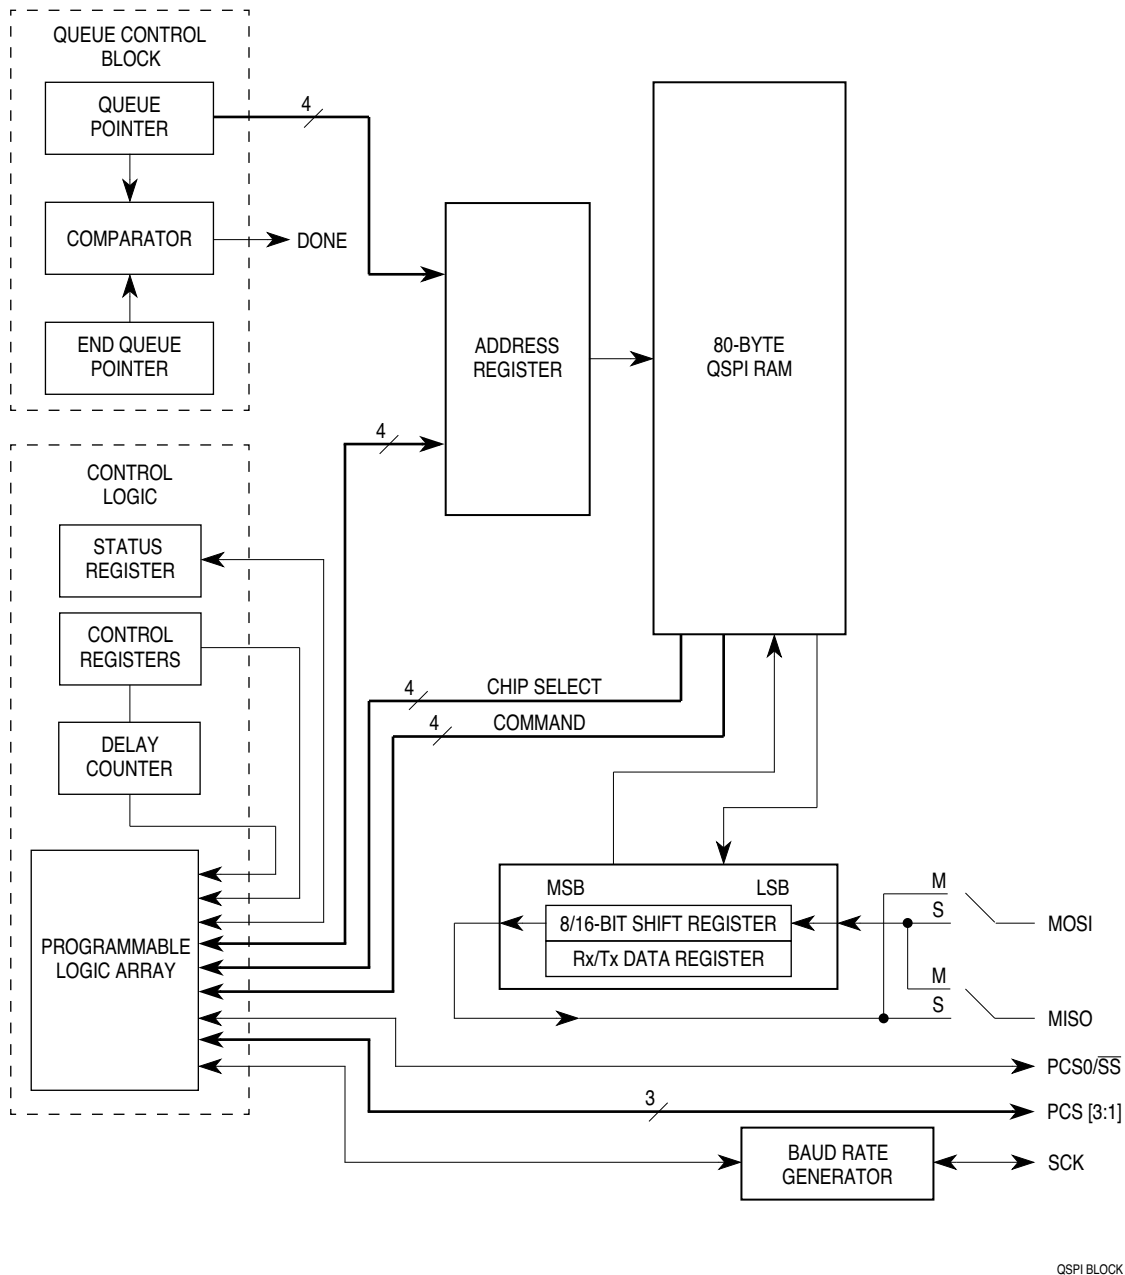 QUEUE CONTROL
BLOCK
QUEUE
POINTER
4
COMPARATOR
DONE
END QUEUE
POINTER
ADDRESS
REGISTER
80-BYTE
QSPI RAM
4
CONTROL
LOGIC
STATUS
REGISTER
CONTROL
REGISTERS
DELAY
COUNTER
4
CHIP SELECT
4
COMMAND
PROGRAMMABLE
LOGIC ARRAY
MSB
LSB
8/16-BIT SHIFT REGISTER
Rx/Tx DATA REGISTER
M
S
MOSI
M
S
MISO
PCS0/S̅S̅
3
PCS [3:1]
BAUD RATE
GENERATOR
SCK
QSPI BLOCK